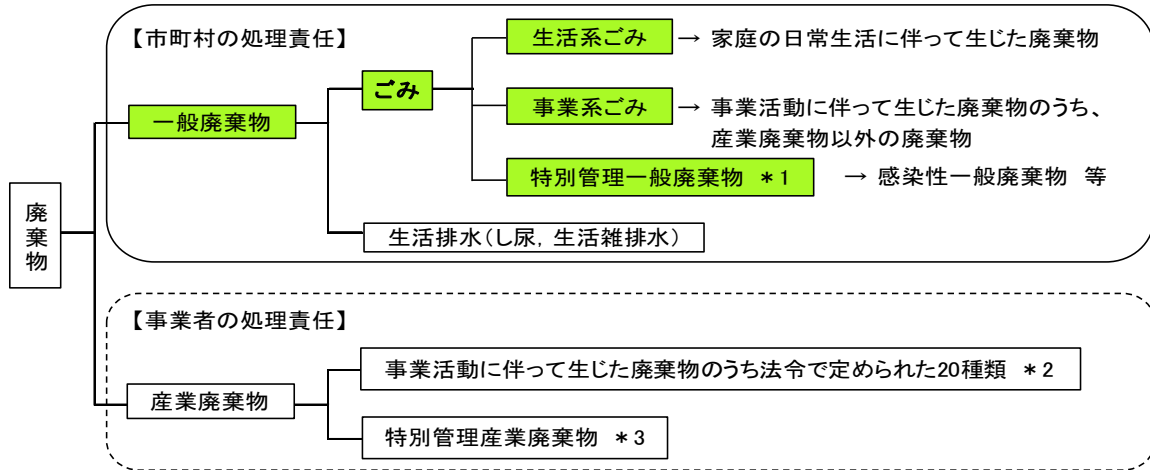 【市町村の処理責任】
生活系ごみ → 家庭の日常生活に伴って生じた廃棄物
ごみ
一般廃棄物
事業系ごみ → 事業活動に伴って生じた廃棄物のうち、
産業廃棄物以外の廃棄物
特別管理一般廃棄物 *1 → 感染性一般廃棄物 等
廃棄物
生活排水(し尿, 生活雑排水)
【事業者の処理責任】
事業活動に伴って生じた廃棄物のうち法令で定められた20種類 *2
産業廃棄物
特別管理産業廃棄物 *3